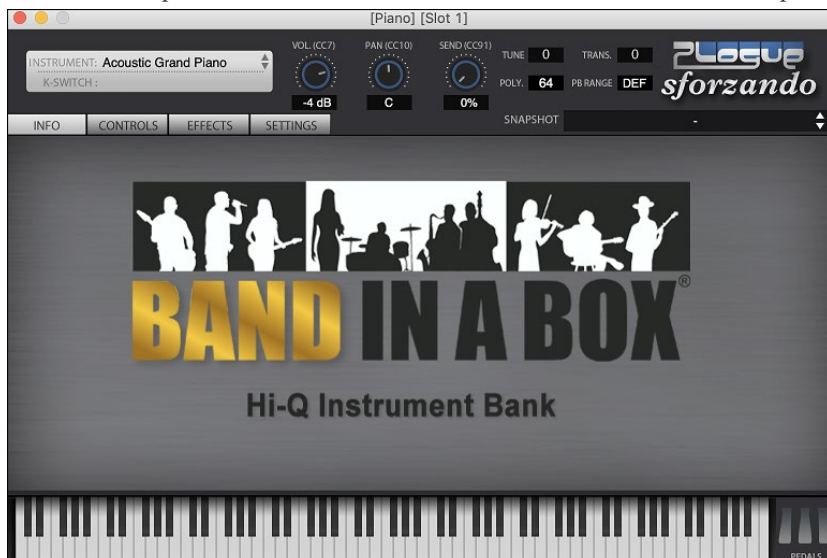 [Piano] [Slot 1]
VOL. (CC7) PAN (CC10) SEND (CC91)
INSTRUMENT: Acoustic Grand Piano
K-SWITCH :
TUNE 0 TRANS. 0
POLY. 64 PB RANGE DEF
-4 dB C 0%
Plogue
sforzando
INFO CONTROLS EFFECTS SETTINGS
SNAPSHOT -
BAND IN A BOX®
Hi-Q Instrument Bank
PEDALS